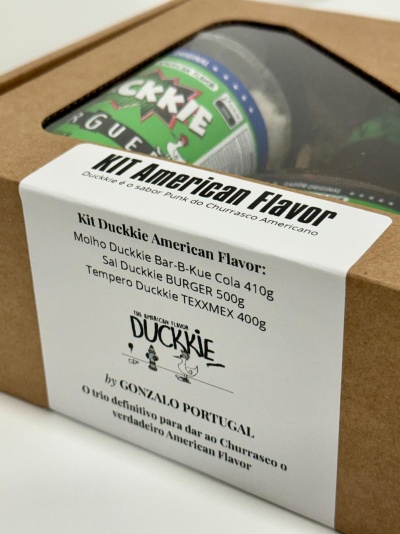 CKKIE
RGUE
KIT American Flavor
Duckkie é o sabor Punk do Churrasco Americano
Kit Duckkie American Flavor:
Molho Duckkie Bar-B-Kue Cola 410g
Sal Duckkie BURGER 500g
Tempero Duckkie TEXXMEX 400g
THE AMERICAN FLAVOR
DUCKKIE
by GONZALO PORTUGAL
O trio definitivo para dar ao Churrasco o
verdadeiro American Flavor